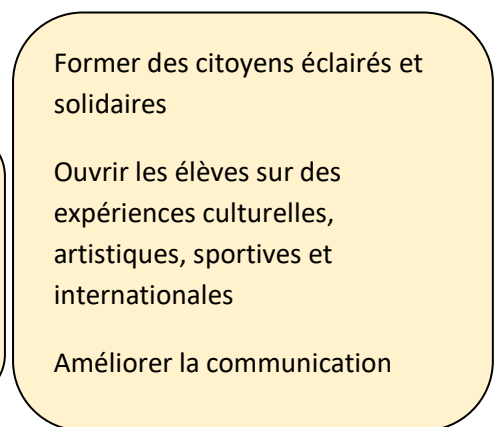 Former des citoyens éclairés et
solidaires
Ouvrir les élèves sur des
expériences culturelles,
artistiques, sportives et
internationales
Améliorer la communication